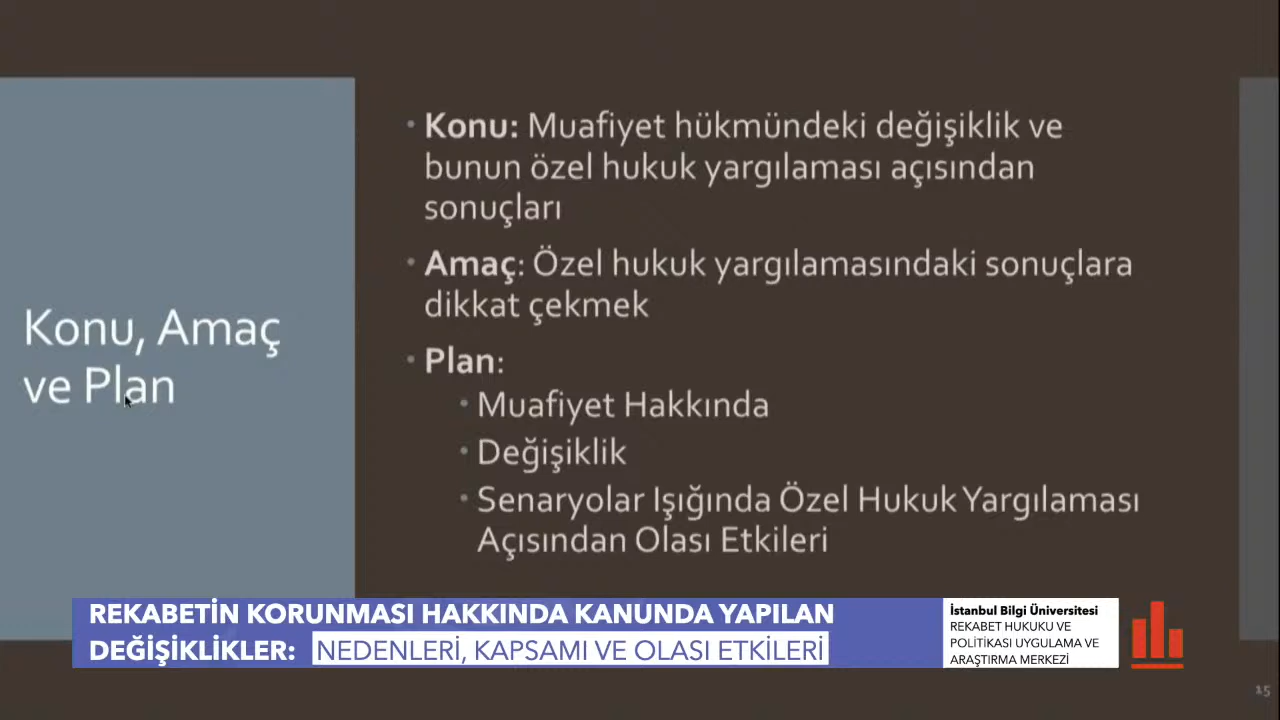 Konu, Amaç
ve Plan
• Konu: Muafiyet hükmündeki değişiklik ve
bunun özel hukuk yargılaması açısından
sonuçları
• Amaç: Özel hukuk yargılamasındaki sonuçlara
dikkat çekmek
• Plan:
• Muafiyet Hakkında
• Değişiklik
• Senaryolar Işığında Özel Hukuk Yargılaması
Açısından Olası Etkileri
REKABETİN KORUNMASI HAKKINDA KANUNDA YAPILAN
DEĞİŞİKLİKLER: NEDENLERİ, KAPSAMI VE OLASI ETKİLERİ
İstanbul Bilgi Üniversitesi
REKABET HUKUKU VE
POLİTİKASI UYGULAMA VE
ARAŞTIRMA MERKEZİ
15